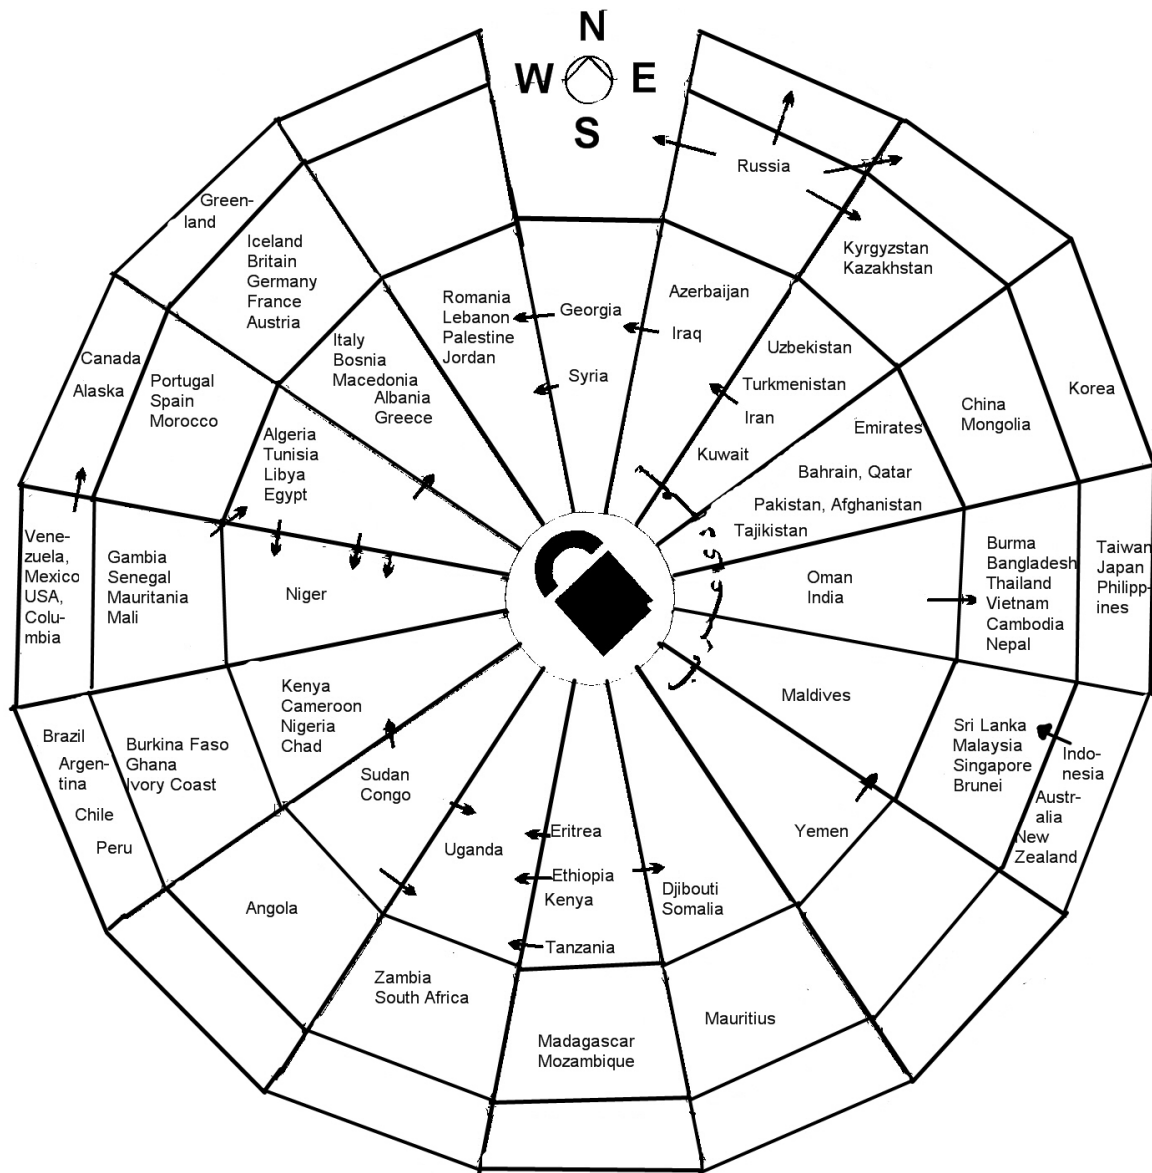 N
W E
S
Russia
Green-
land
Iceland
Britain
Germany
France
Austria
Kyrgyzstan
Kazakhstan
Romania
Lebanon
Palestine
Jordan
Georgia
Syria
Azerbaijan
Iraq
Italy
Bosnia
Macedonia
Albania
Greece
Uzbekistan
Turkmenistan
Iran
Kuwait
Canada
Alaska
Portugal
Spain
Morocco
Korea
China
Mongolia
Algeria
Tunisia
Libya
Egypt
Emirates
Bahrain, Qatar
Pakistan, Afghanistan
Tajikistan
Vene-
zuela,
Mexico
USA,
Colu-
mbia
Gambia
Senegal
Mauritania
Mali
Niger
Oman
India
Burma
Bangladesh
Thailand
Vietnam
Cambodia
Nepal
Taiwan
Japan
Philipp-
ines
Kenya
Cameroon
Nigeria
Chad
Maldives
Brazil
Argen-
tina
Chile
Peru
Burkina Faso
Ghana
Ivory Coast
Sri Lanka
Malaysia
Singapore
Brunei
Indo-
nesia
Austr-
alia
New
Zealand
Sudan
Congo
Uganda
Eritrea
Ethiopia
Kenya
Tanzania
Djibouti
Somalia
Yemen
Angola
Zambia
South Africa
Madagascar
Mozambique
Mauritius